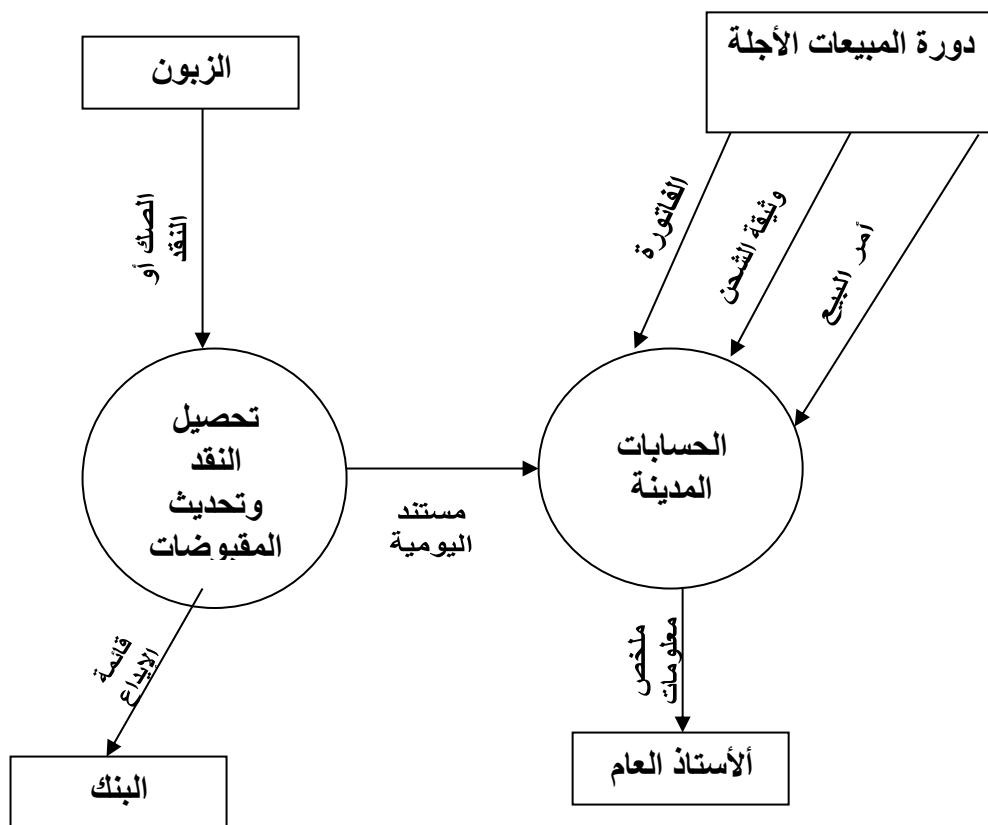 دورة المبيعات الأجلة
الزبون
الصك أو
النقد
الفاتورة
وثيقة الشحن
أمر البيع
تحصيل
النقد
وتحديث
المقبوضات
الحسابات
المدينة
مستند
اليومية
قائمة
الإيداع
ملخص
معلومات
ألأستاذ العام
البنك